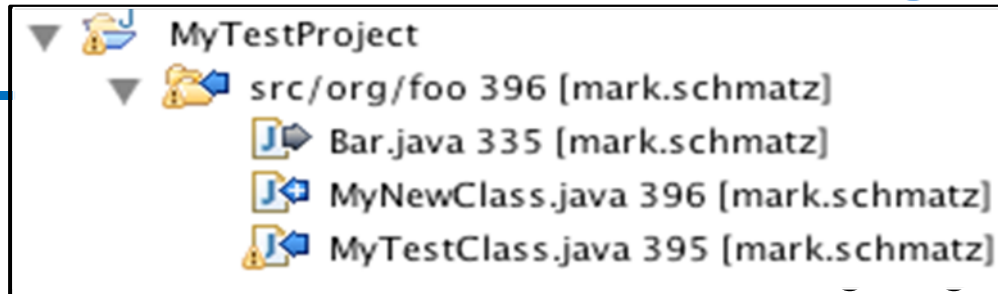 MyTestProject
src/org/foo 396 [mark.schmatz]
Bar.java 335 [mark.schmatz]
MyNewClass.java 396 [mark.schmatz]
MyTestClass.java 395 [mark.schmatz]